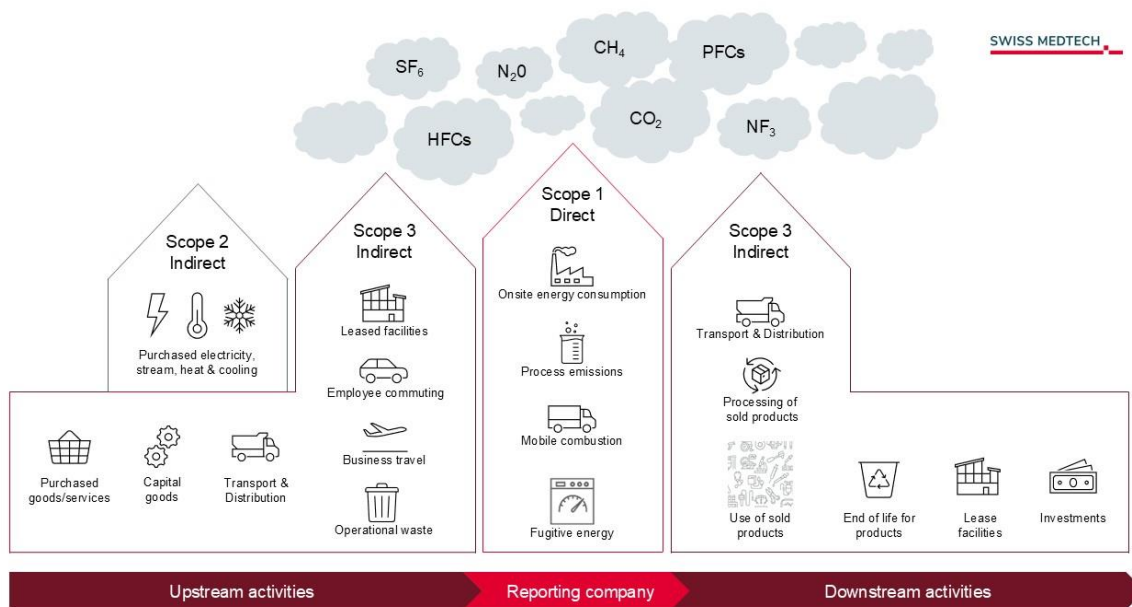 SWISS MEDTECH
SF6
N20
CH4
PFCs
HFCs
CO2
NF3
Scope 2
Indirect
Purchased electricity,
stream, heat & cooling
Scope 3
Indirect
Leased facilities
Employee commuting
Business travel
Operational waste
Purchased
goods/services
Capital
goods
Transport &
Distribution
Scope 1
Direct
Onsite energy consumption
Process emissions
Mobile combustion
Fugitive energy
Scope 3
Indirect
Transport & Distribution
Processing of
sold products
Use of sold
products
End of life for
products
Lease
facilities
Investments
Upstream activities
Reporting company
Downstream activities